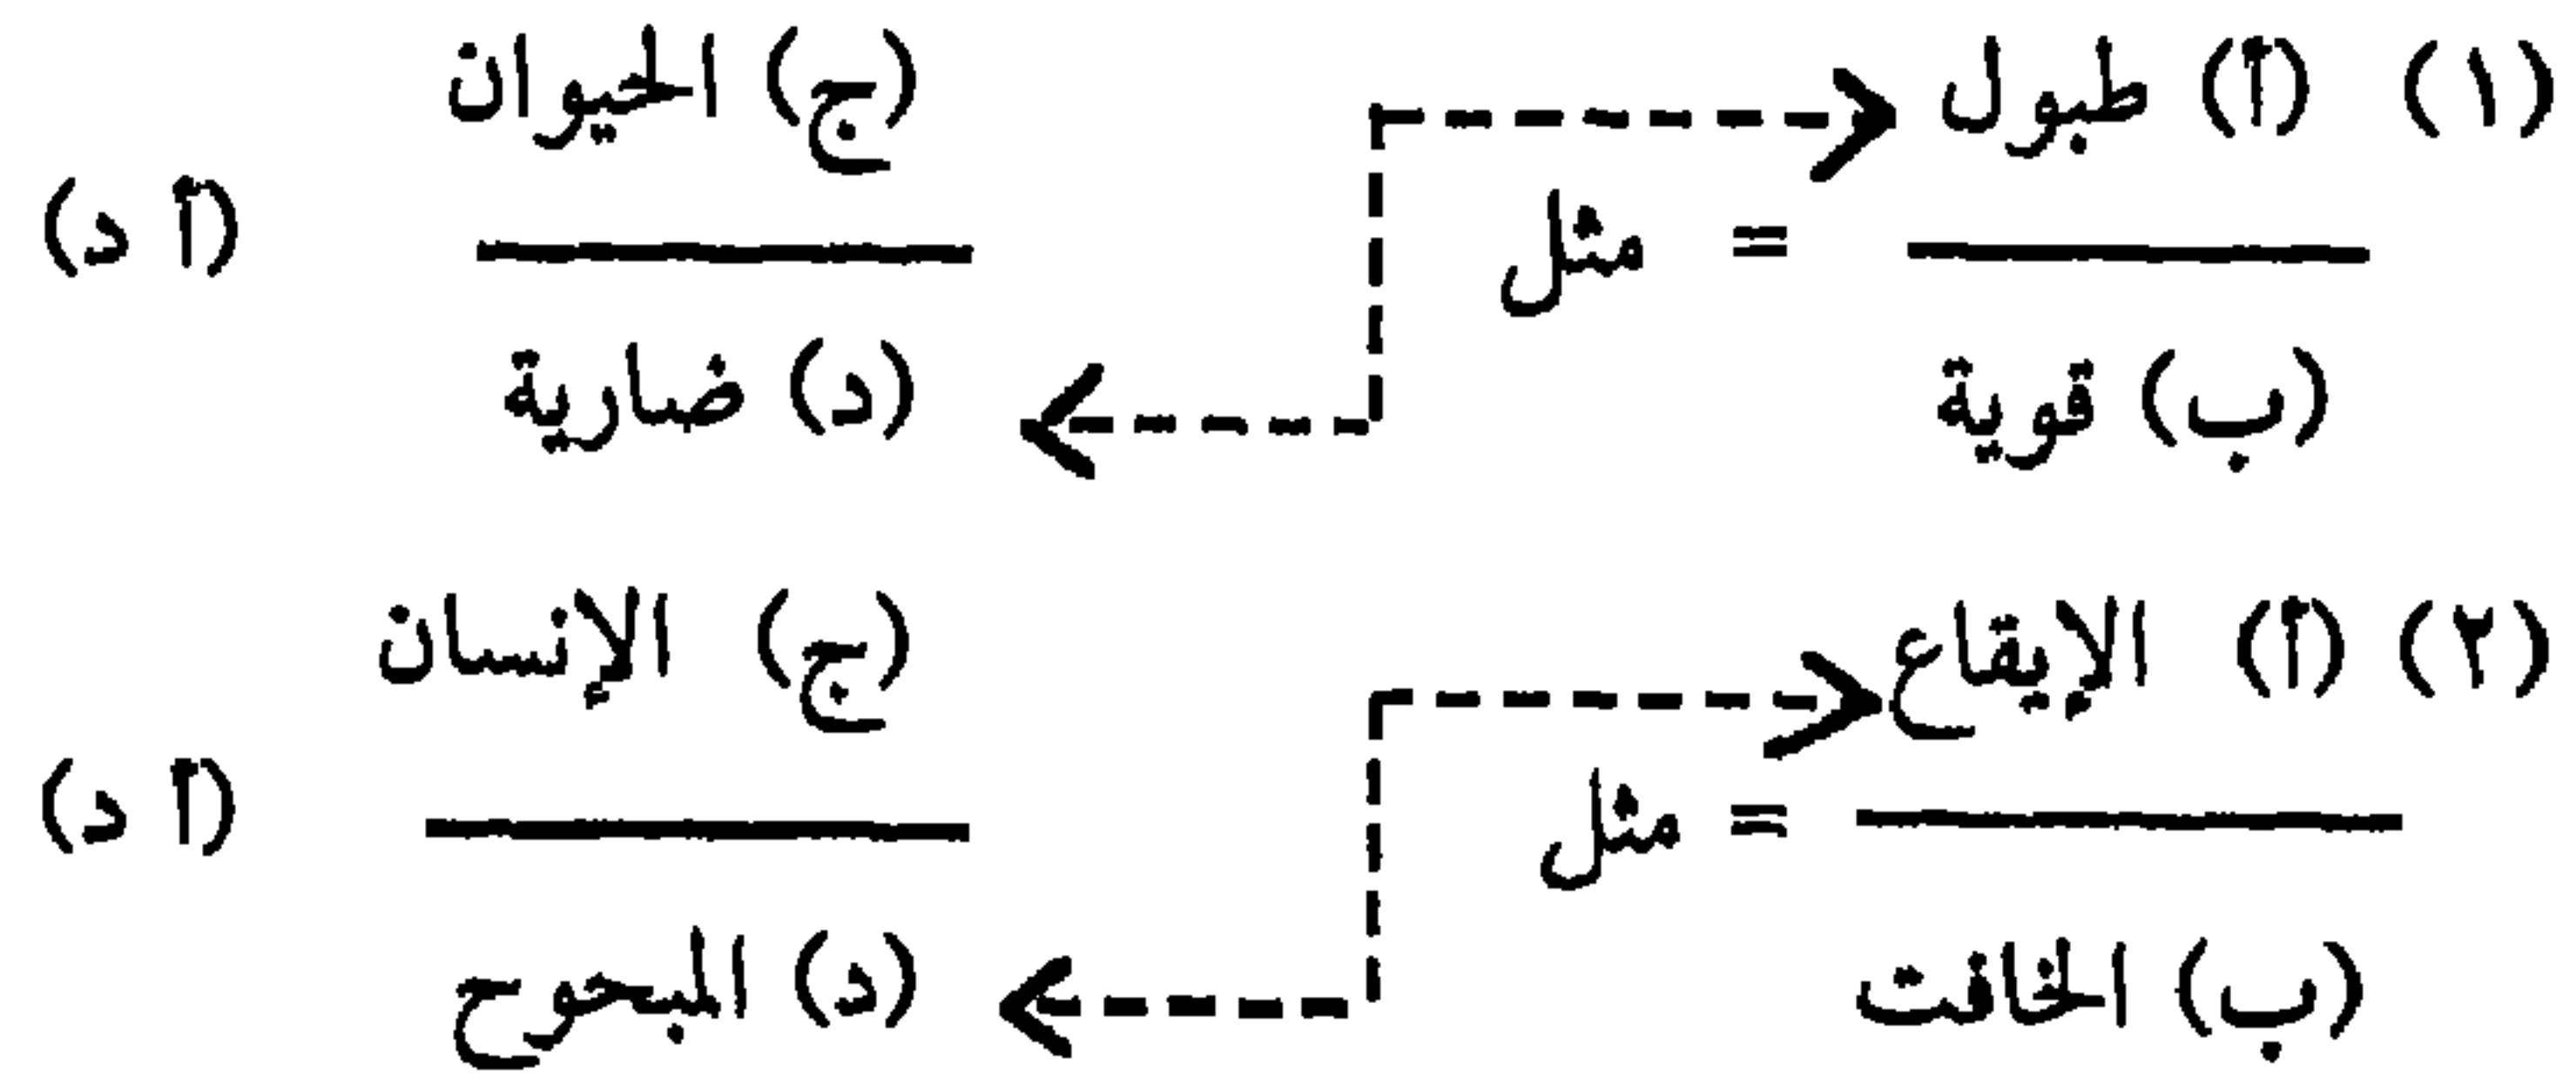 (١) (أ) طبول (ج) الحيوان
= مثل (أ د)
(ب) قوية (د) ضارية
(٢) (أ) الإيقاع (ج) الإنسان
= مثل (أ د)
(ب) الخافت (د) المبحوح